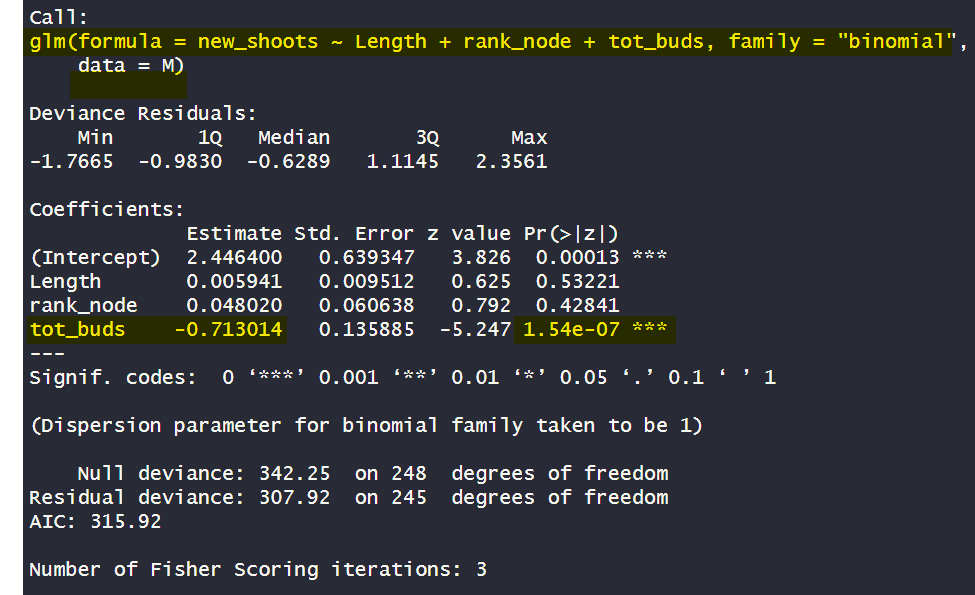 Call:
glm(formula = new_shoots ~ Length + rank_node + tot_buds, family = "binomial",
    data = M)
Deviance Residuals:
    Min       1Q   Median       3Q      Max
-1.7665  -0.9830  -0.6289   1.1145   2.3561
Coefficients:
             Estimate Std. Error z value Pr(>|z|)
(Intercept)  2.446400   0.639347   3.826  0.00013 ***
Length       0.005941   0.009512   0.625  0.53221
rank_node    0.048020   0.060638   0.792  0.42841
tot_buds    -0.713014   0.135885  -5.247 1.54e-07 ***
---
Signif. codes:  0 ‘***’ 0.001 ‘**’ 0.01 ‘*’ 0.05 ‘.’ 0.1 ‘ ’ 1
(Dispersion parameter for binomial family taken to be 1)
    Null deviance: 342.25  on 248  degrees of freedom
Residual deviance: 307.92  on 245  degrees of freedom
AIC: 315.92
Number of Fisher Scoring iterations: 3